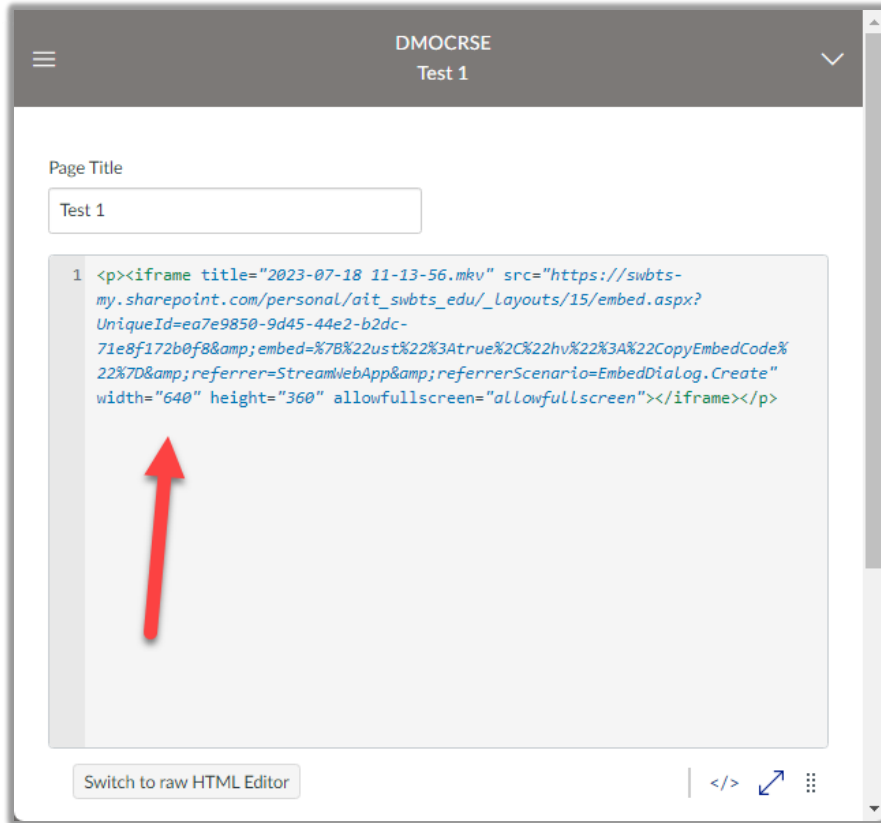 DMOCRSE
Test 1
Page Title
Test 1
1 <p><iframe title="2023-07-18 11-13-56.mkv" src="https://swbts-
my.sharepoint.com/personal/ait_swbts_edu/_layouts/15/embed.aspx?
UniqueId=ea7e9850-9d45-44e2-b2dc-
71e8f172b0f8&amp;embed=%7B%22ust%22%3Atrue%2C%22hv%22%3A%22CopyEmbedCode%
22%7D&amp;referrer=StreamWebApp&amp;referrerScenario=EmbedDialog.Create"
width="640" height="360" allowfullscreen="allowfullscreen"></iframe></p>
Switch to raw HTML Editor
</>